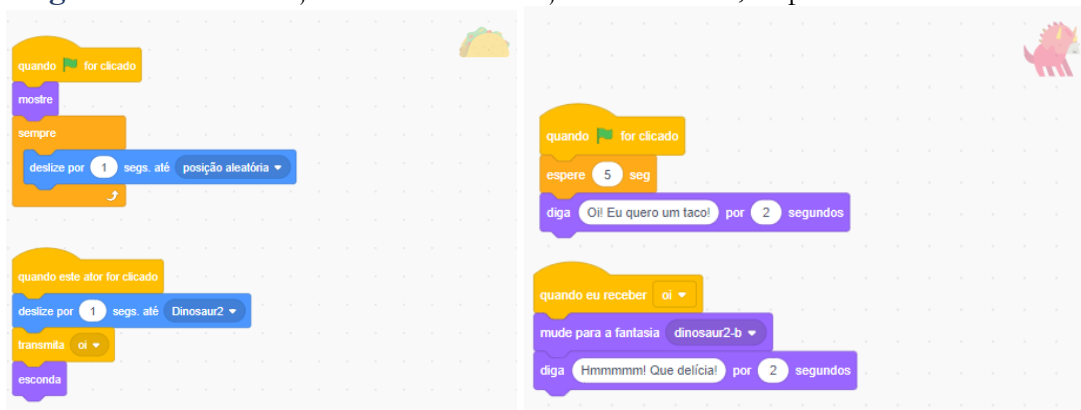 quando for clicado
mostre
sempre
deslize por 1 segs. até posição aleatória
quando este ator for clicado
deslize por 1 segs. até Dinosaur2
transmita oi
esconda
quando for clicado
espere 5 seg
diga Oi! Eu quero um taco! por 2 segundos
quando eu receber oi
mude para a fantasia dinosaur2-b
diga Hmmmmm! Que delícia! por 2 segundos